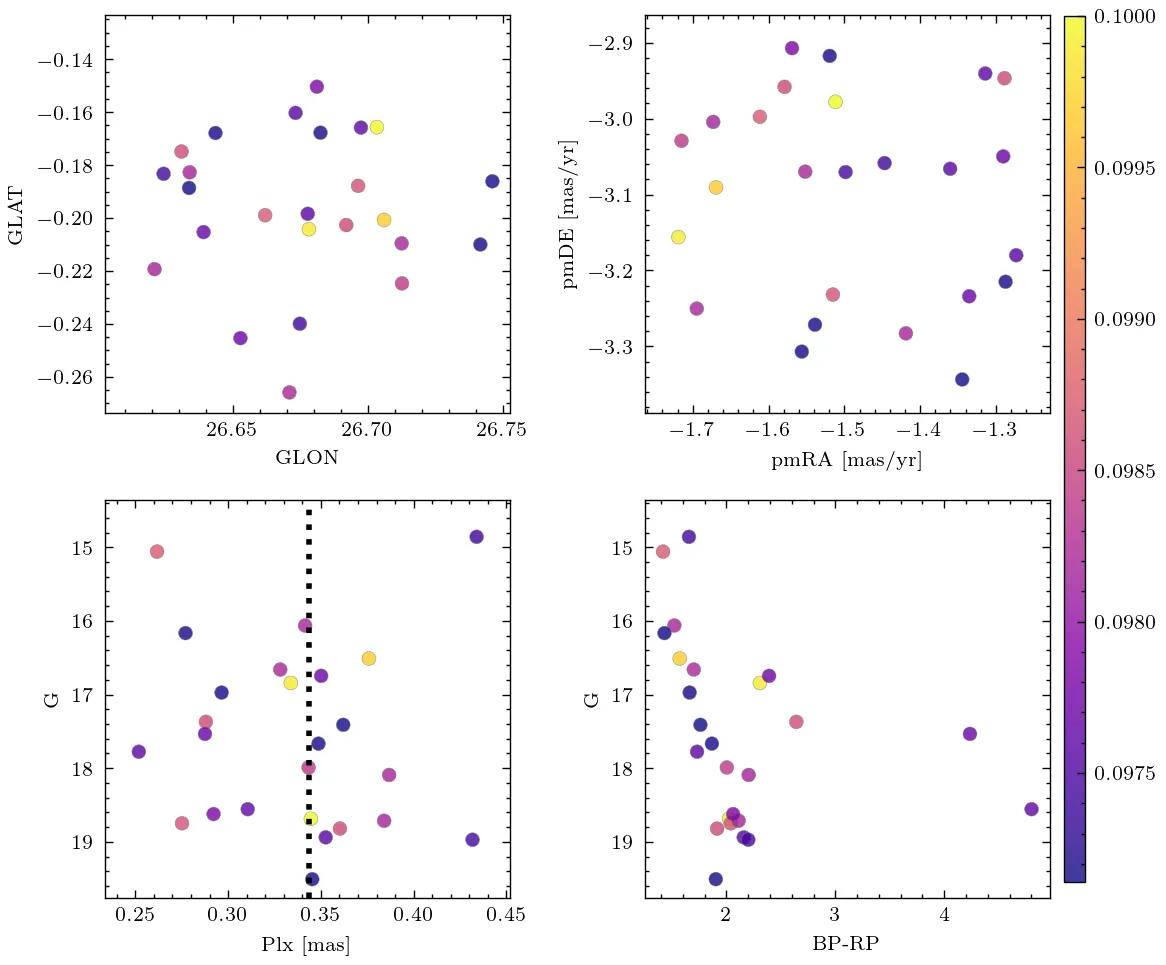 −0.14
−0.16
−0.18
−0.20
−0.22
−0.24
−0.26
GLAT
26.65 26.70 26.75
GLON
−2.9
−3.0
−3.1
−3.2
−3.3
pmDE [mas/yr]
−1.7 −1.6 −1.5 −1.4 −1.3
pmRA [mas/yr]
0.1000
0.0995
0.0990
0.0985
0.0980
0.0975
15
16
17
18
19
G
0.25 0.30 0.35 0.40 0.45
Plx [mas]
15
16
17
18
19
G
2 3 4
BP-RP